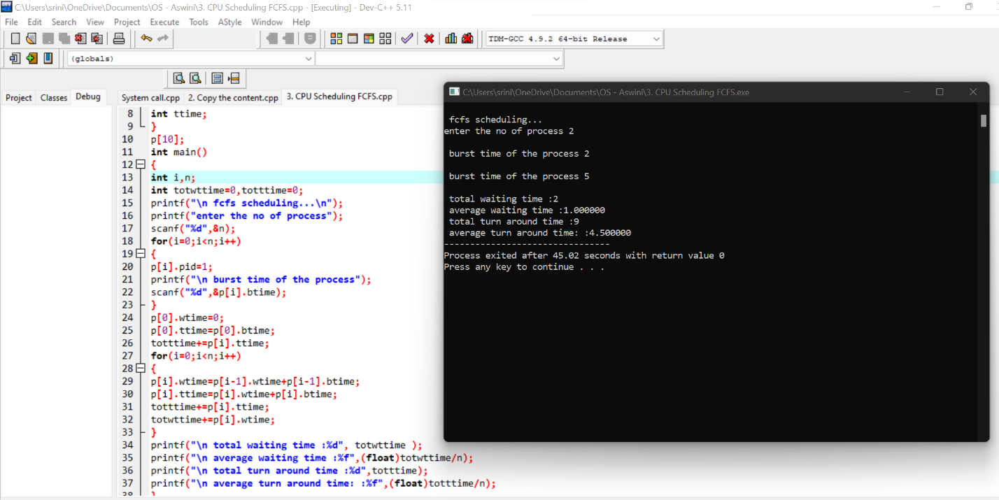 C:\Users\srini\OneDrive\Documents\OS - Aswini\3. CPU Scheduling FCFS.cpp - [Executing] - Dev-C++ 5.11
File Edit Search View Project Execute Tools AStyle Window Help
TDM-GCC 4.9.2 64-bit Release
(globals)
Project Classes Debug
System call.cpp 2. Copy the content.cpp 3. CPU Scheduling FCFS.cpp
8 int ttime;
9 }
10 p[10];
11 int main()
12 {
13 int i,n;
14 int totwttime=0,totttime=0;
15 printf("\n fcfs scheduling...\n");
16 printf("enter the no of process");
17 scanf("%d",&n);
18 for(i=0;i<n;i++)
19 {
20 p[i].pid=1;
21 printf("\n burst time of the process");
22 scanf("%d",&p[i].btime);
23 }
24 p[0].wtime=0;
25 p[0].ttime=p[0].btime;
26 totttime+=p[i].ttime;
27 for(i=0;i<n;i++)
28 {
29 p[i].wtime=p[i-1].wtime+p[i-1].btime;
30 p[i].ttime=p[i].wtime+p[i].btime;
31 totttime+=p[i].ttime;
32 totwttime+=p[i].wtime;
33 }
34 printf("\n total waiting time :%d", totwttime );
35 printf("\n average waiting time :%f",(float)totwttime/n);
36 printf("\n total turn around time :%d",totttime);
37 printf("\n average turn around time: :%f",(float)totttime/n);
38 }
C:\Users\srini\OneDrive\Documents\OS - Aswini\3. CPU Scheduling FCFS.exe
fcfs scheduling...
enter the no of process 2
burst time of the process 2
burst time of the process 5
total waiting time :2
average waiting time :1.000000
total turn around time :9
average turn around time: :4.500000
--------------------------------
Process exited after 45.02 seconds with return value 0
Press any key to continue . . .